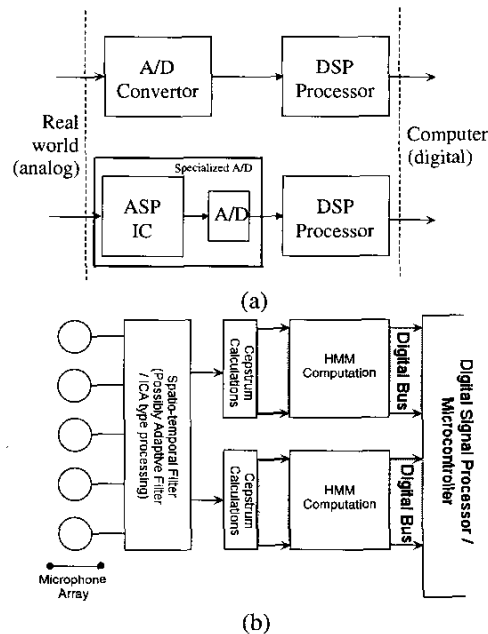 A/D
Convertor
DSP
Processor
Real
world
(analog)
Computer
(digital)
Specialized A/D
ASP
IC
A/D
DSP
Processor
(a)
Spatio-temporal Filter
(Possibly Adaptive Filter
/ ICA type processing)
Cepstrum
Calculations
HMM
Computation
Digital Bus
Cepstrum
Calculations
HMM
Computation
Digital Bus
Digital Signal Processor /
Microcontroller
Microphone
Array
(b)